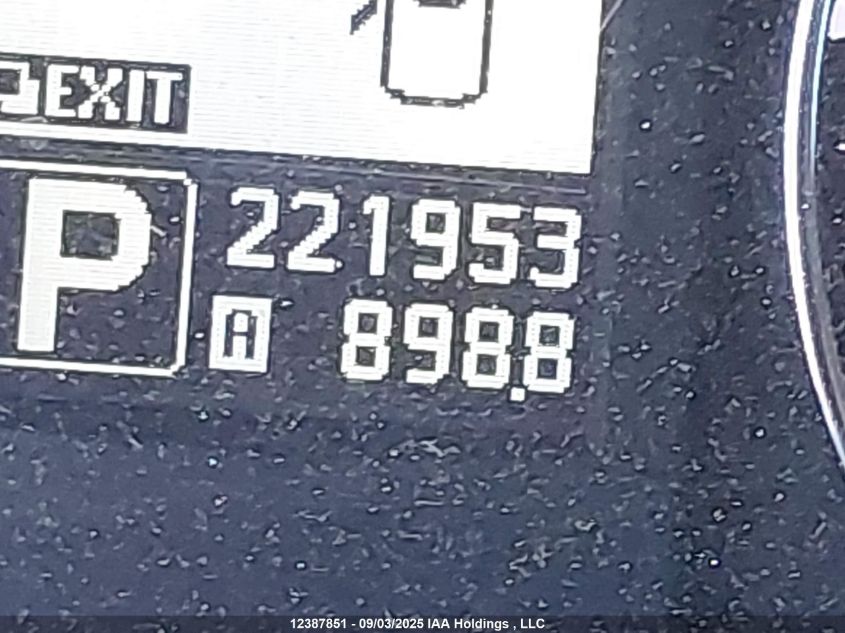 EXIT
P 221953
A 898.8
12387851 - 09/03/2025 IAA Holdings , LLC